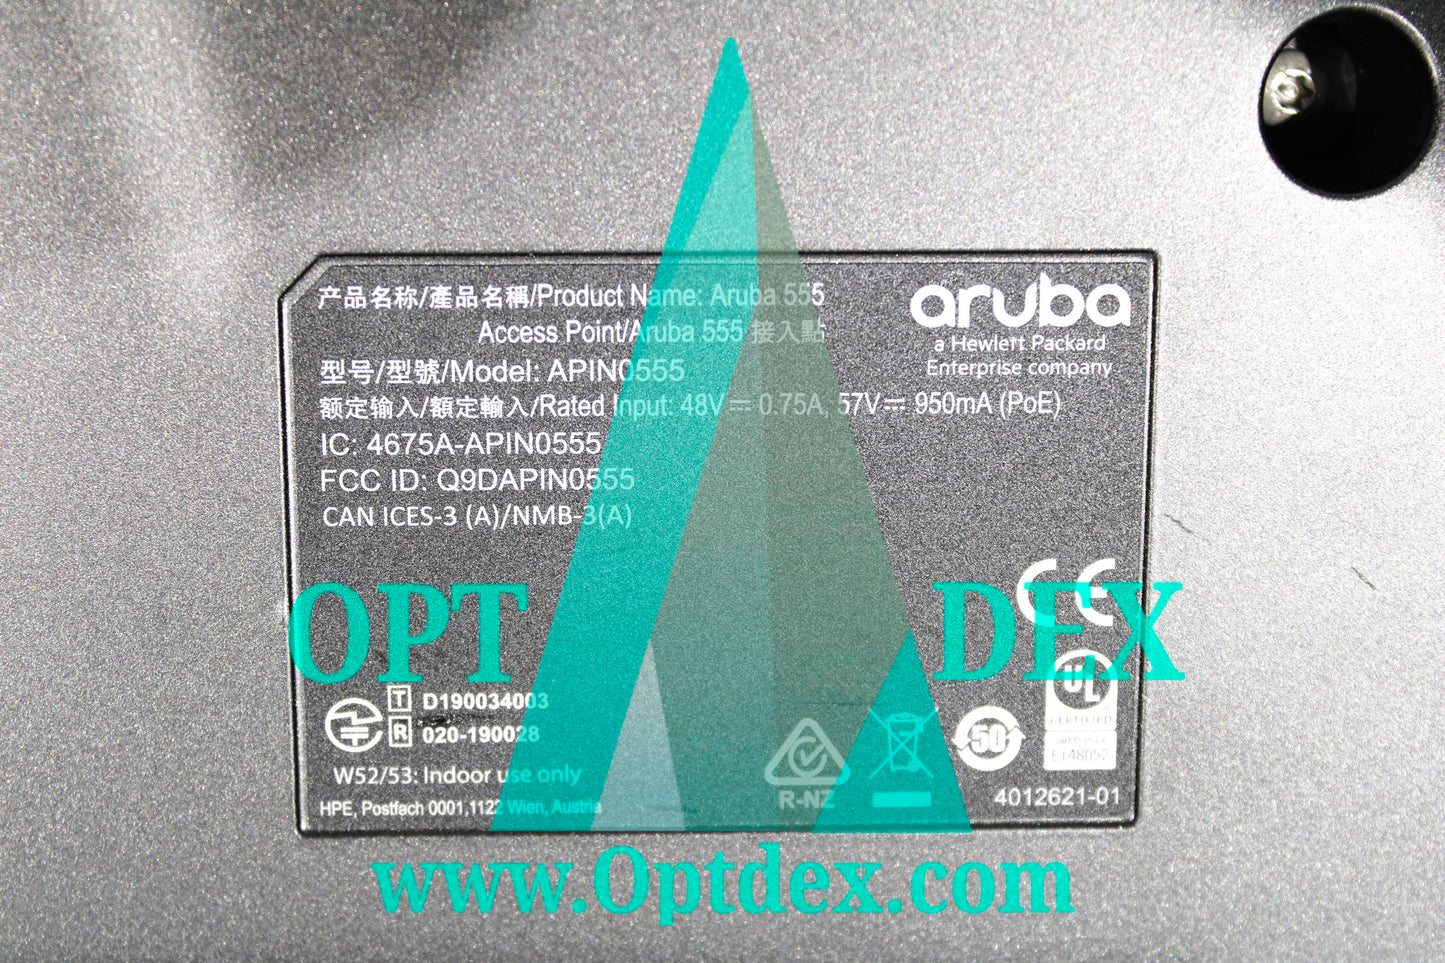 产品名称/產品名稱/Product Name: Aruba 555
Access Point/Aruba 555 接入點
型号/型號/Model: APIN0555
额定输入/額定輸入/Rated Input: 48V⎓0.75A, 57V⎓950mA (PoE)
IC: 4675A-APIN0555
FCC ID: Q9DAPIN0555
CAN ICES-3 (A)/NMB-3(A)
aruba
a Hewlett Packard
Enterprise company
CE
OPT DEX
T D190034003
R 020-190028
W52/53: Indoor use only
HPE, Postfach 0001,1122 Wien, Austria
R-NZ
50
UL
CERTIFIED
E148052
4012621-01
www.Optdex.com